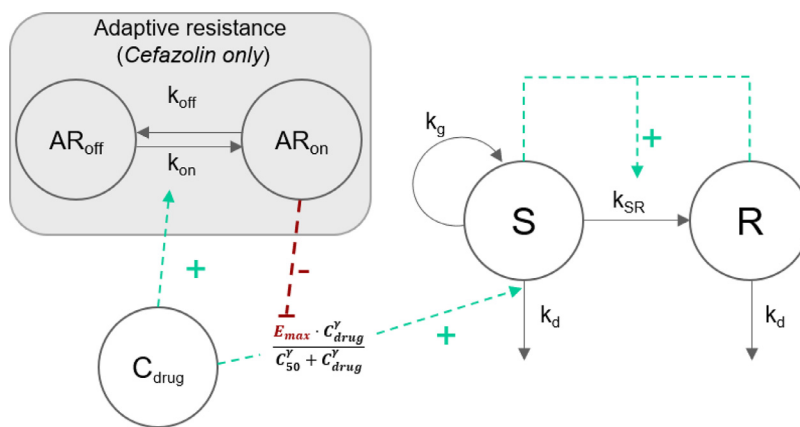 Adaptive resistance
(Cefazolin only)
k_off
AR_off
AR_on
k_on
k_g
+
S
k_SR
R
+
-
E_max · C_drug^γ
C_50^γ + C_drug^γ
+
k_d
k_d
C_drug